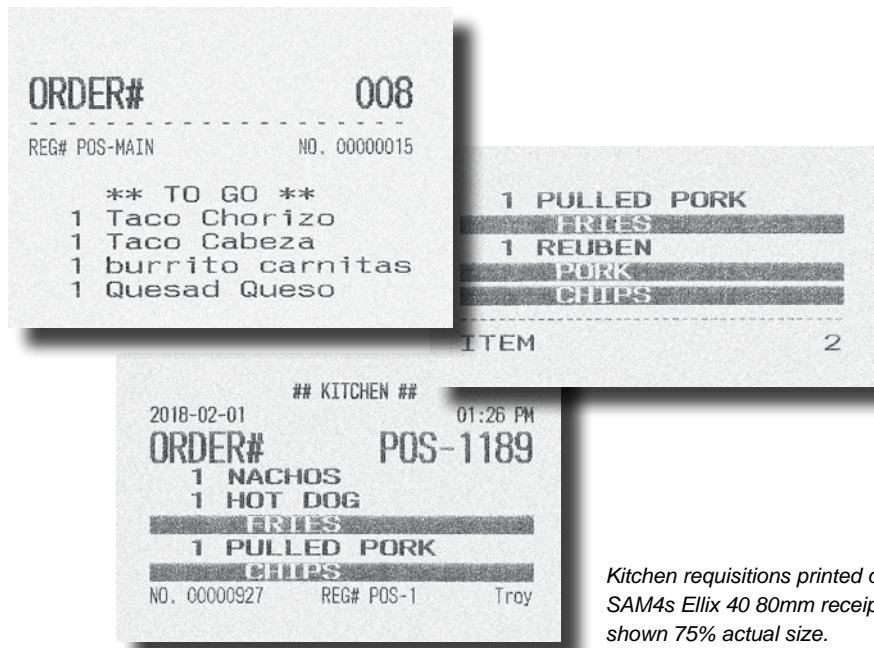 ORDER# 008
REG# POS-MAIN NO. 00000015
** TO GO **
1 Taco Chorizo
1 Taco Cabeza
1 burrito carnitas
1 Quesad Queso
1 PULLED PORK
FRIES
1 REUBEN
PORK
CHIPS
ITEM 2
## KITCHEN ##
2018-02-01 01:26 PM
ORDER# POS-1189
1 NACHOS
1 HOT DOG
FRIES
1 PULLED PORK
CHIPS
NO. 00000927 REG# POS-1 Troy
Kitchen requisitions printed
SAM4s Ellix 40 80mm
shown 75% actual size.